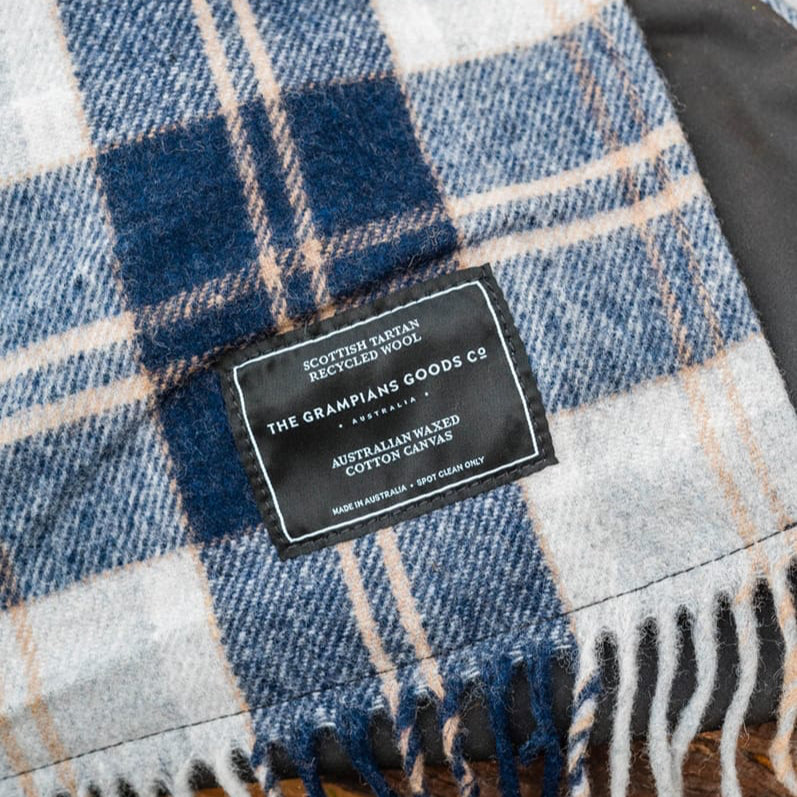 SCOTTISH TARTAN
RECYCLED WOOL
THE GRAMPIANS GOODS Cº
• AUSTRALIA •
AUSTRALIAN WAXED
COTTON CANVAS
MADE IN AUSTRALIA • SPOT CLEAN ONLY